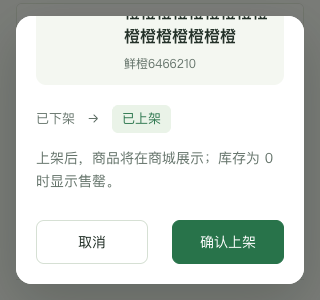 橙橙橙橙橙橙橙
鲜橙6466210
已下架 → 已上架
上架后，商品将在商城展示；库存为 0
时显示售罄。
取消 确认上架